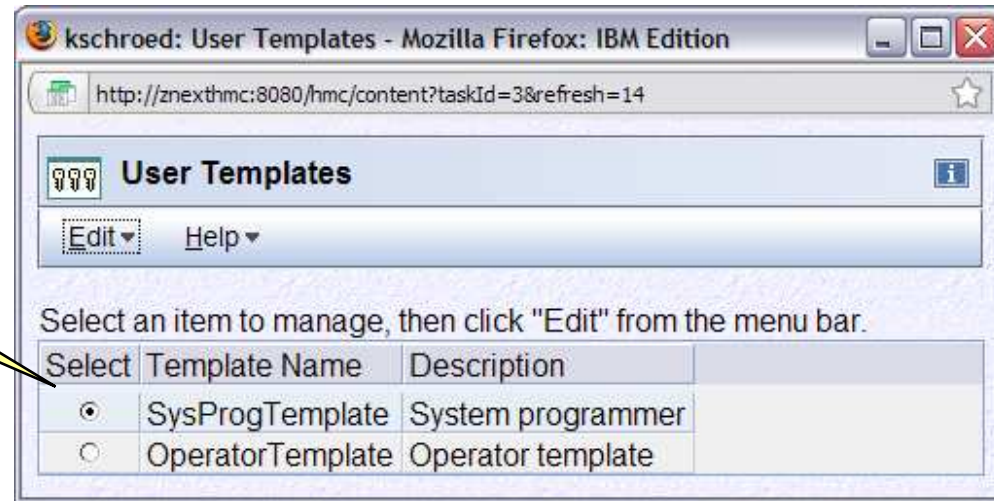 kschroed: User Templates - Mozilla Firefox: IBM Edition
http://znexthmc:8080/hmc/content?taskId=3&refresh=14
User Templates
Edit Help
Select an item to manage, then click "Edit" from the menu bar.
Select Template Name Description
SysProgTemplate System programmer
OperatorTemplate Operator template